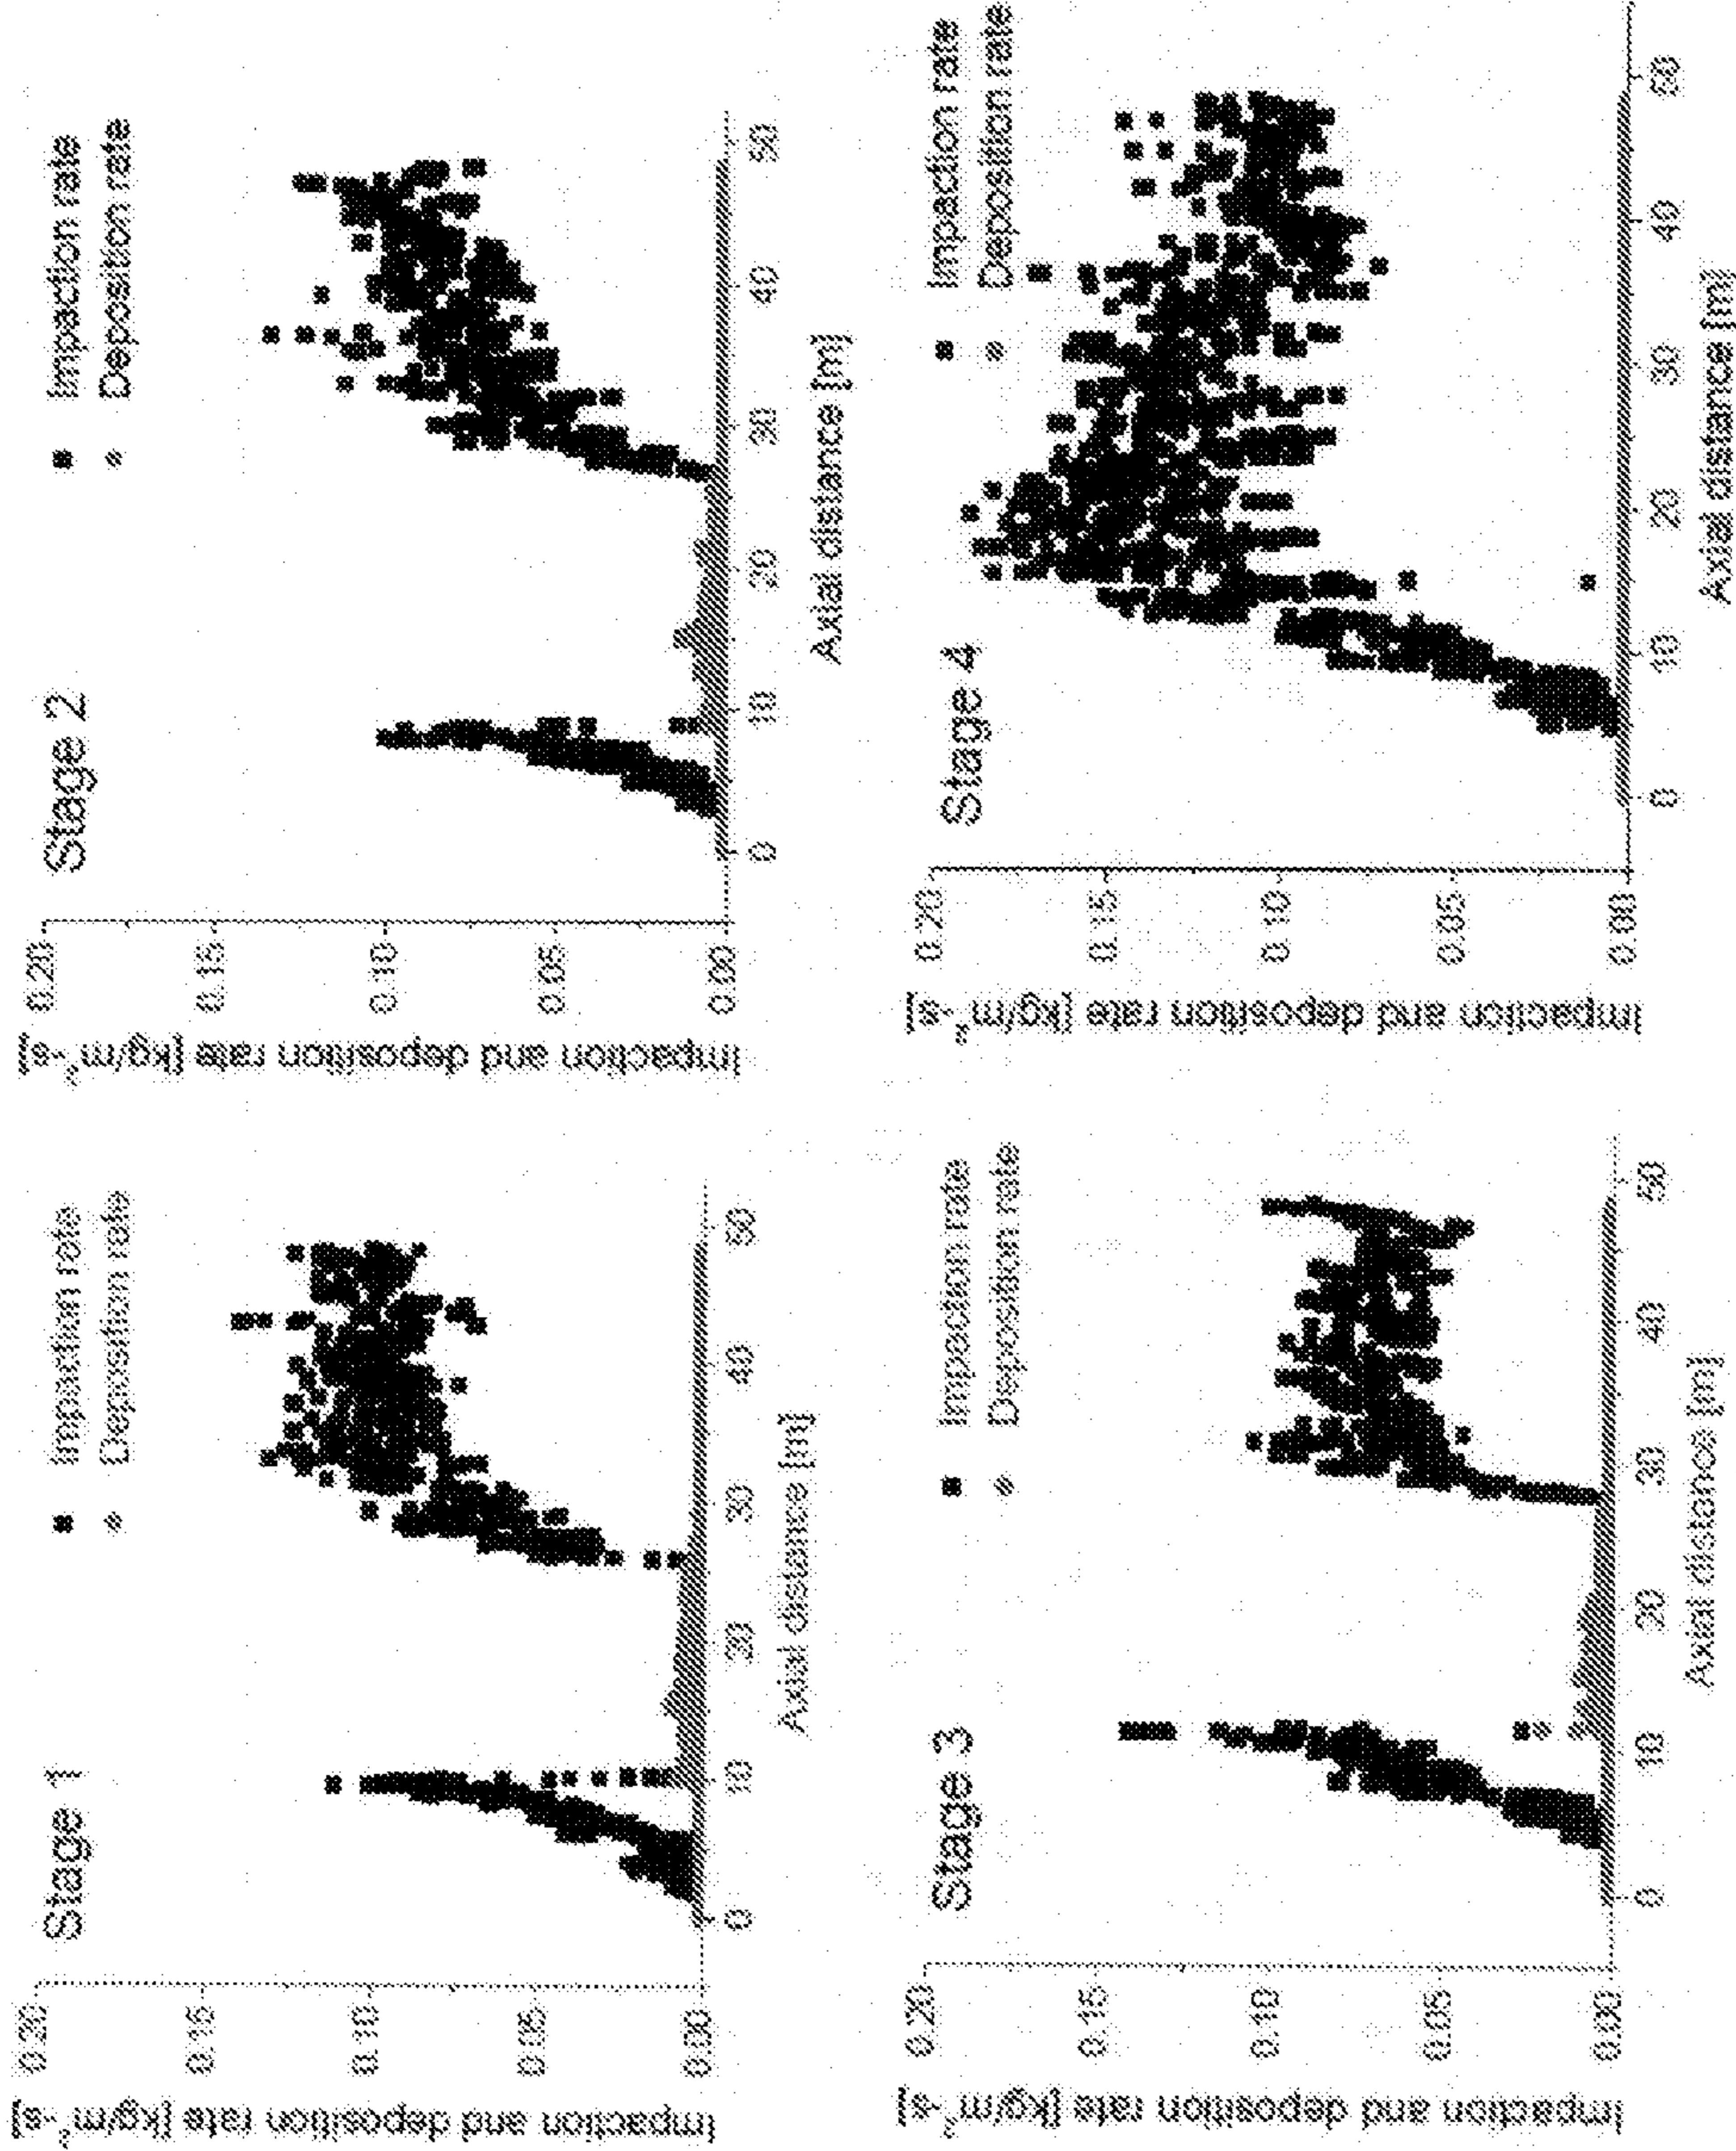 Stage 1
Impaction rate
Deposition rate
Impaction and deposition rate [kg/m²·s]
0.20
0.15
0.10
0.05
0.00
0
10
20
30
40
50
Axial distance [m]
Stage 2
Impaction rate
Deposition rate
Impaction and deposition rate [kg/m²·s]
0.20
0.15
0.10
0.05
0.00
0
10
20
30
40
50
Axial distance [m]
Stage 3
Impaction rate
Deposition rate
Impaction and deposition rate [kg/m²·s]
0.20
0.15
0.10
0.05
0.00
0
10
20
30
40
50
Axial distance [m]
Stage 4
Impaction rate
Deposition rate
Impaction and deposition rate [kg/m²·s]
0.20
0.15
0.10
0.05
0.00
0
10
20
30
40
50
Axial distance [m]